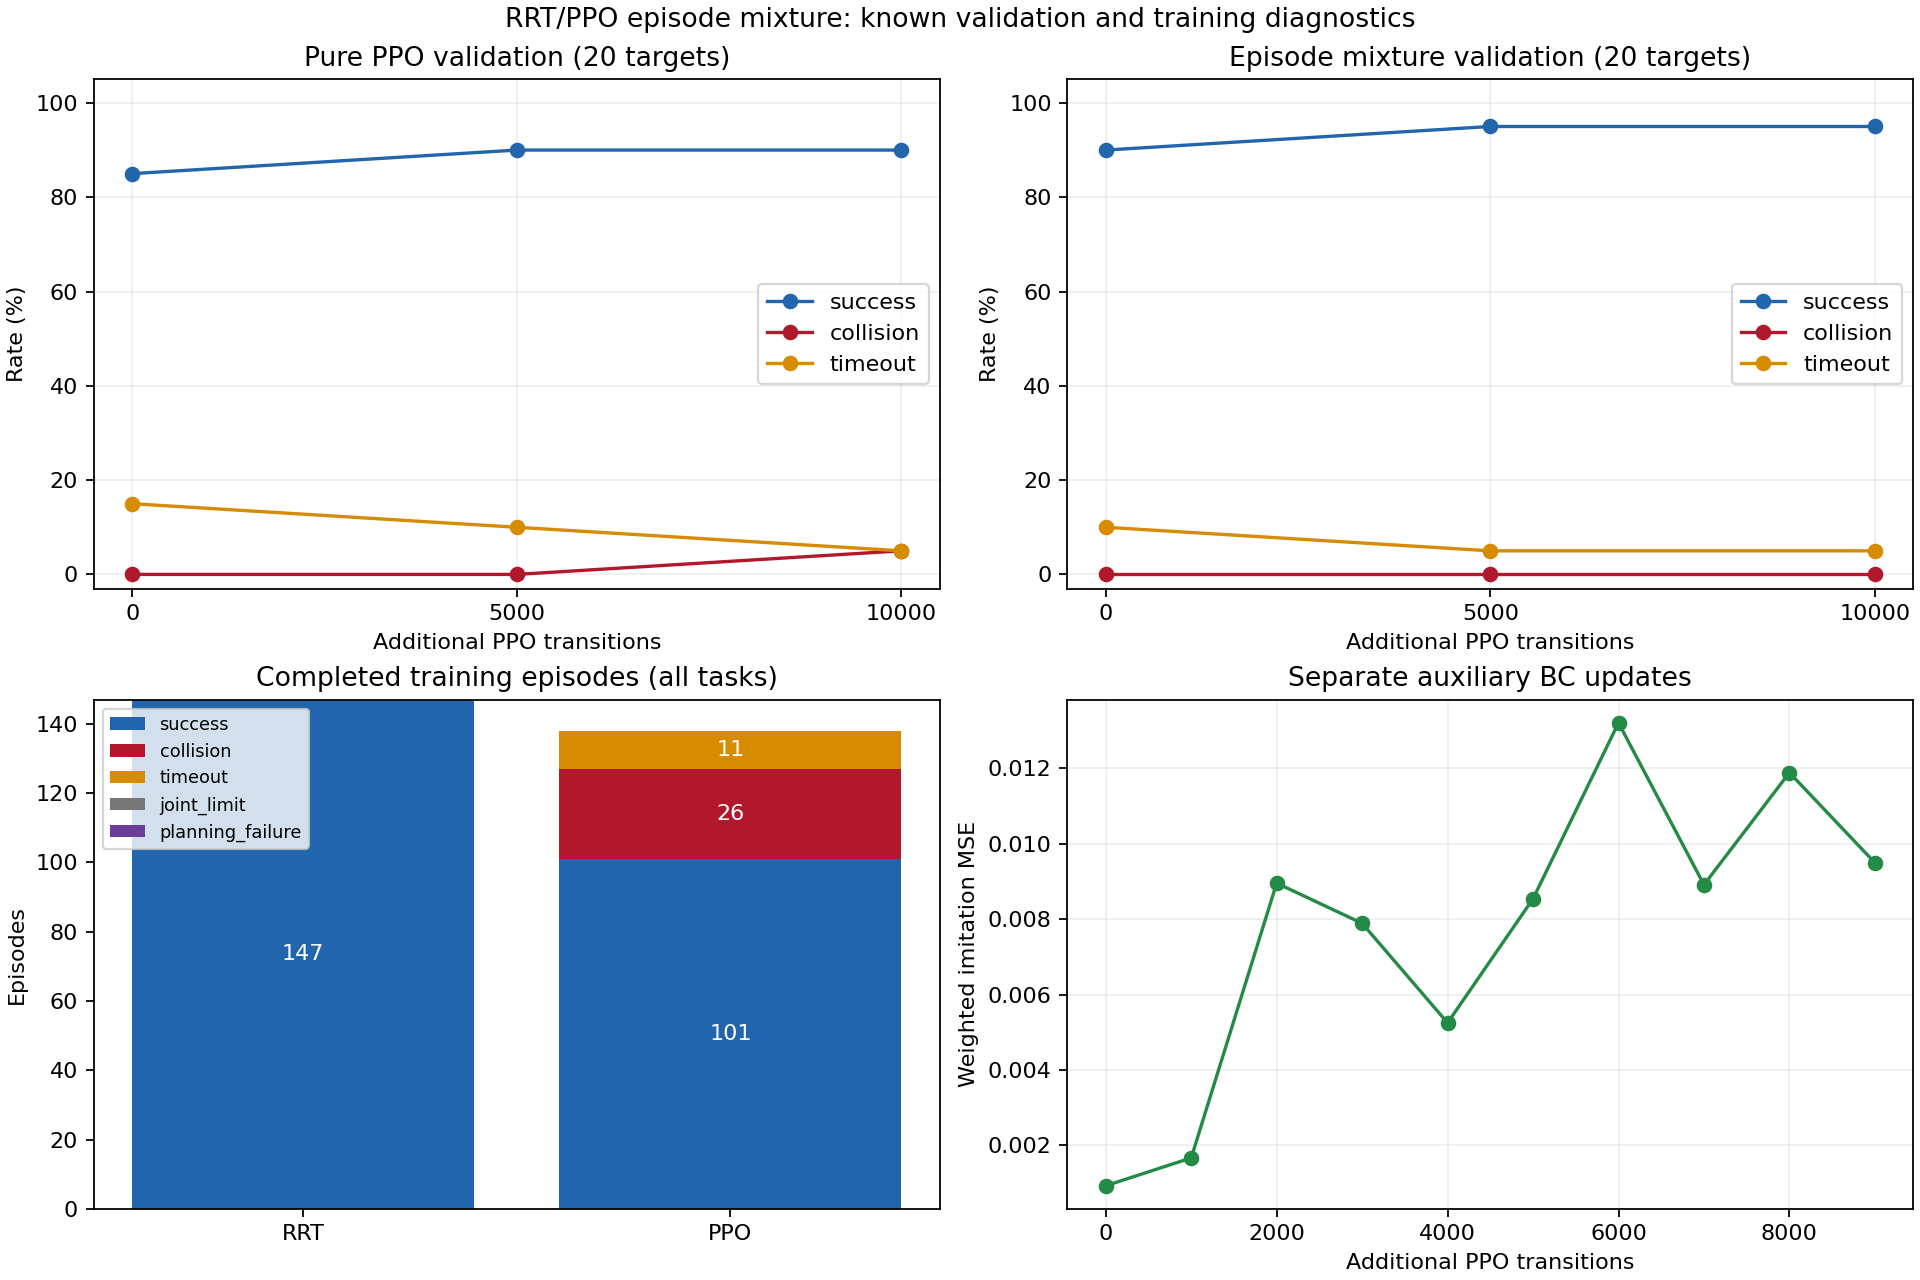 RRT/PPO episode mixture: known validation and training diagnostics
Pure PPO validation (20 targets)
100
80
60
40
20
0
Rate (%)
success
collision
timeout
0
5000
10000
Additional PPO transitions
Episode mixture validation (20 targets)
100
80
60
40
20
0
Rate (%)
success
collision
timeout
0
5000
10000
Additional PPO transitions
Completed training episodes (all tasks)
140
120
100
80
60
40
20
0
Episodes
success
collision
timeout
joint_limit
planning_failure
147
11
26
101
RRT
PPO
Separate auxiliary BC updates
0.012
0.010
0.008
0.006
0.004
0.002
Weighted imitation MSE
0
2000
4000
6000
8000
Additional PPO transitions